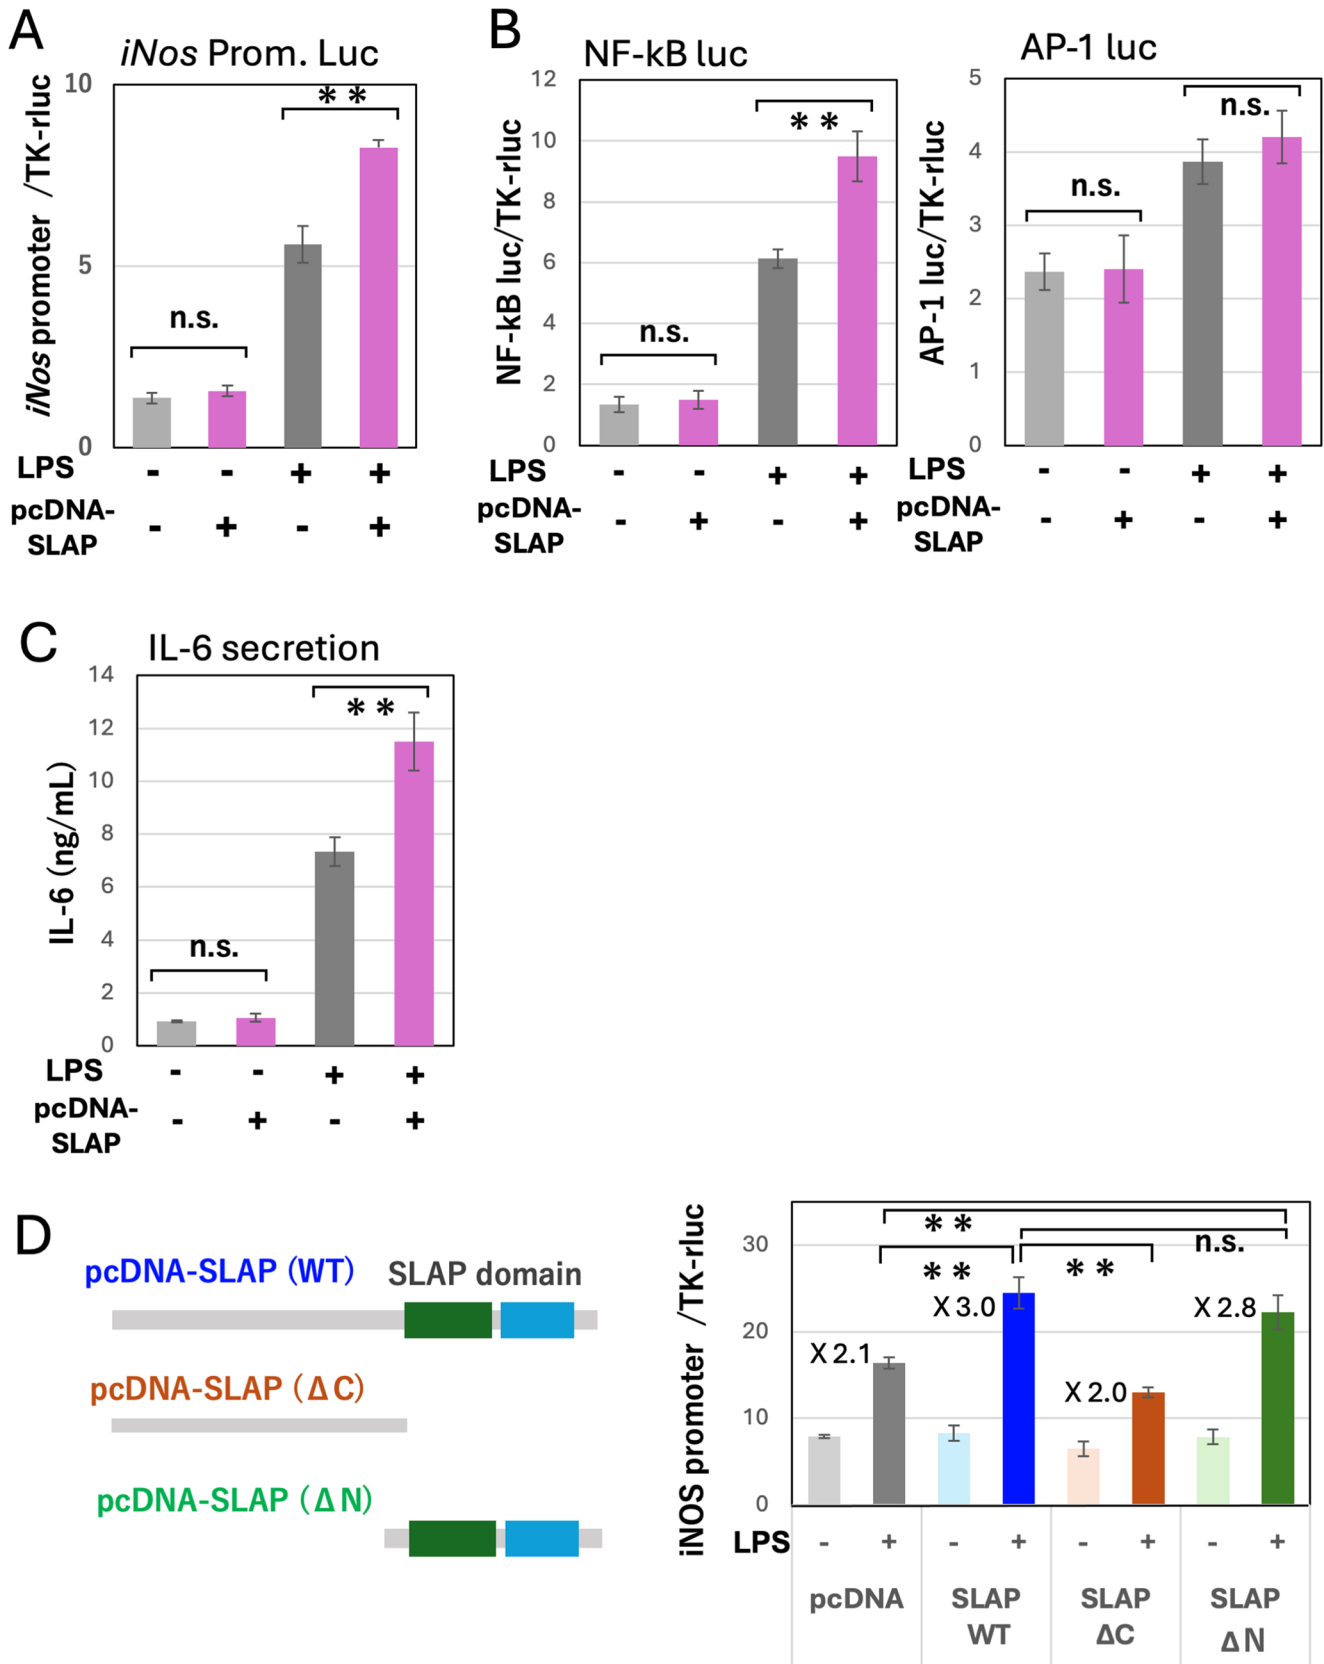 A
iNos Prom. Luc
iNos promoter /TK-rluc
10
5
0
n.s.
**
LPS - - + +
pcDNA-
SLAP
- + - +
B
NF-kB luc
NF-kB luc/TK-rluc
12
10
8
6
4
2
0
n.s.
**
LPS - - + +
pcDNA-
SLAP
- + - +
AP-1 luc
AP-1 luc/TK-rluc
5
4
3
2
1
0
n.s.
n.s.
LPS - - + +
pcDNA-
SLAP
- + - +
C
IL-6 secretion
IL-6 (ng/mL)
14
12
10
8
6
4
2
0
n.s.
**
LPS - - + +
pcDNA-
SLAP
- + - +
D
pcDNA-SLAP (WT)
SLAP domain
pcDNA-SLAP (ΔC)
pcDNA-SLAP (ΔN)
iNOS promoter /TK-rluc
30
20
10
0
**
**
**
n.s.
X 2.1
X 3.0
X 2.0
X 2.8
LPS - + - + - + - +
pcDNA
SLAP
WT
SLAP
ΔC
SLAP
ΔN